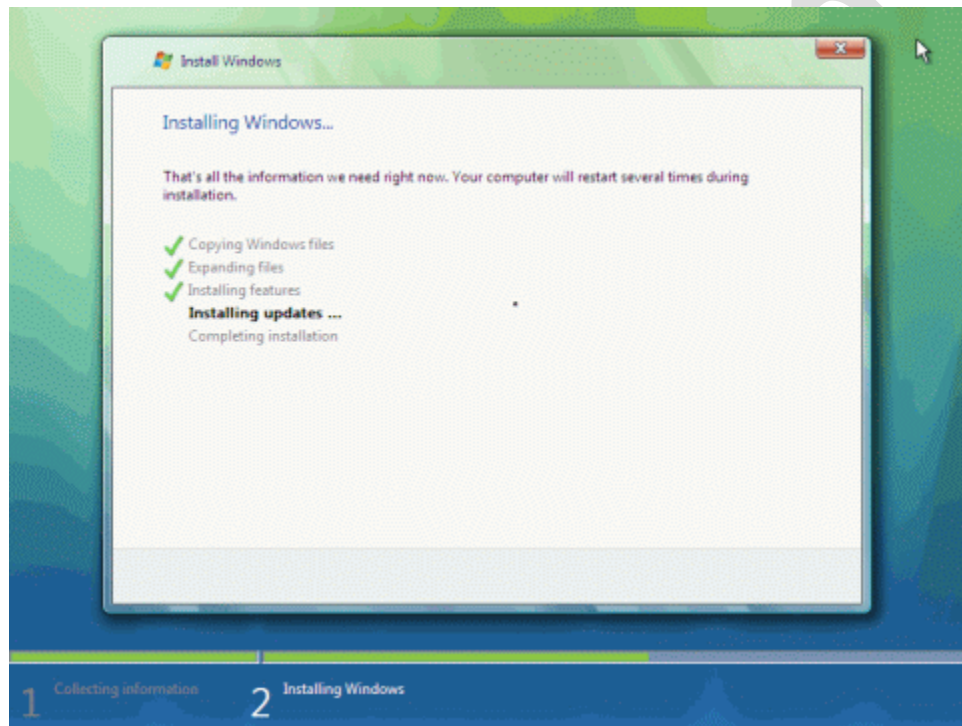 Install Windows
Installing Windows...
That's all the information we need right now. Your computer will restart several times during
installation.
Copying Windows files
Expanding files
Installing features
Installing updates ...
Completing installation
1 Collecting information
2 Installing Windows